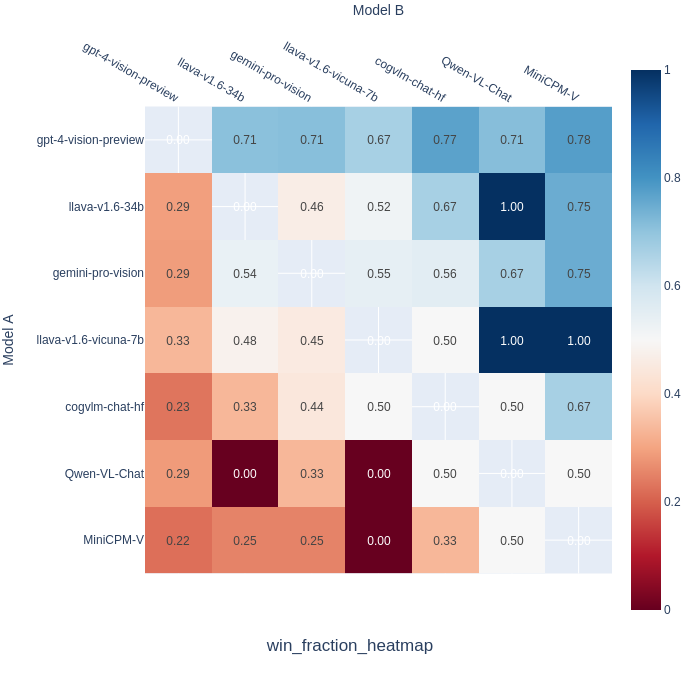 Model B
gpt-4-vision-preview
llava-v1.6-34b
gemini-pro-vision
llava-v1.6-vicuna-7b
cogvlm-chat-hf
Qwen-VL-Chat
MiniCPM-V
Model A
gpt-4-vision-preview 0.00 0.71 0.71 0.67 0.77 0.71 0.78
llava-v1.6-34b 0.29 0.00 0.46 0.52 0.67 1.00 0.75
gemini-pro-vision 0.29 0.54 0.00 0.55 0.56 0.67 0.75
llava-v1.6-vicuna-7b 0.33 0.48 0.45 0.00 0.50 1.00 1.00
cogvlm-chat-hf 0.23 0.33 0.44 0.50 0.00 0.50 0.67
Qwen-VL-Chat 0.29 0.00 0.33 0.00 0.50 0.00 0.50
MiniCPM-V 0.22 0.25 0.25 0.00 0.33 0.50 0.00
1
0.8
0.6
0.4
0.2
0
win_fraction_heatmap